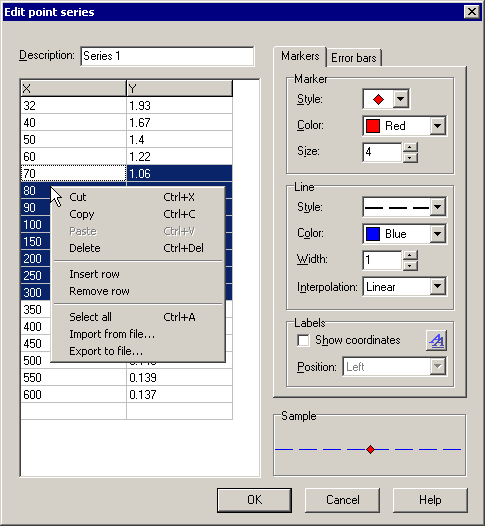 Edit point series
Description: Series 1
X Y
32 1.93
40 1.67
50 1.4
60 1.22
70 1.06
80
90
100
150
200
250
300
350
400
450
500
550 0.139
600 0.137
Cut Ctrl+X
Copy Ctrl+C
Paste Ctrl+V
Delete Ctrl+Del
Insert row
Remove row
Select all Ctrl+A
Import from file...
Export to file...
Markers Error bars
Marker
Style:
Color: Red
Size: 4
Line
Style:
Color: Blue
Width: 1
Interpolation: Linear
Labels
Show coordinates
Position: Left
Sample
OK Cancel Help